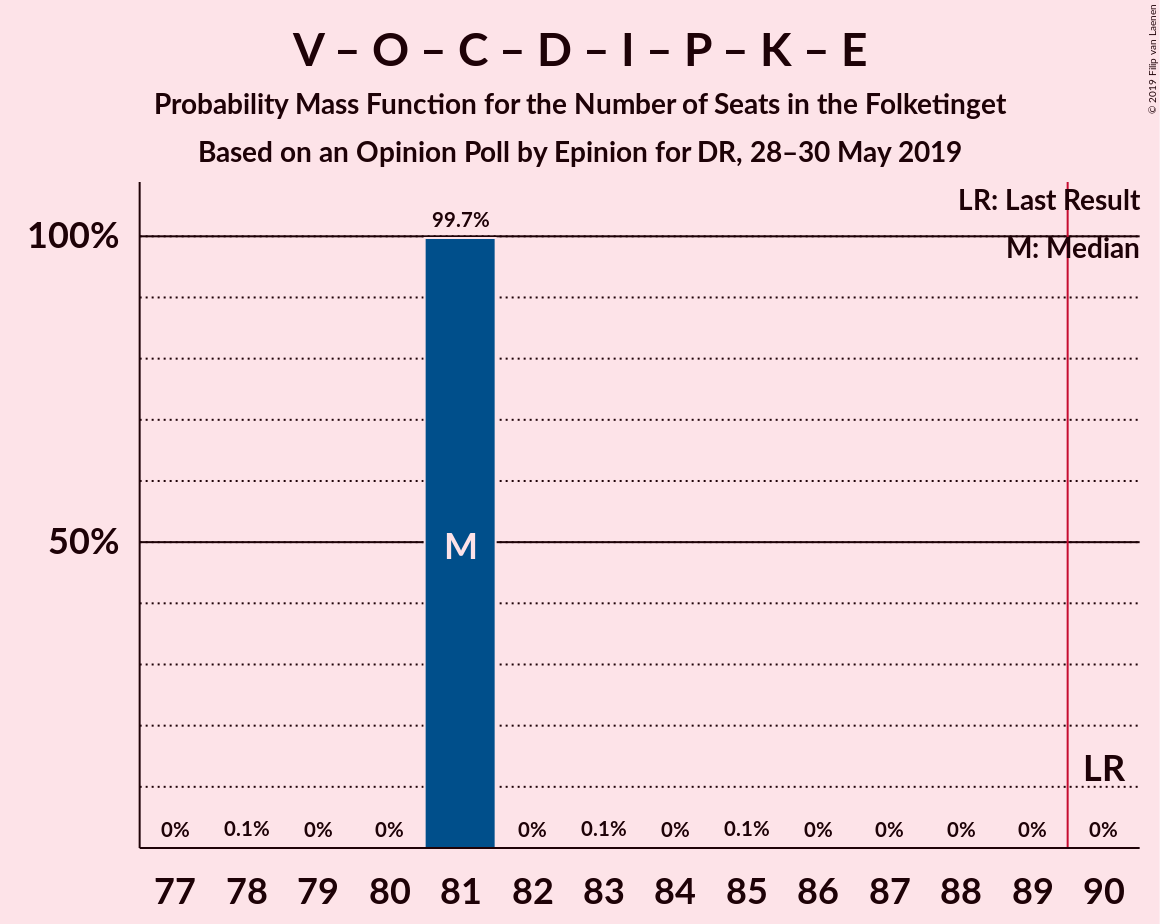 V – O – C – D – I – P – K – E
Probability Mass Function for the Number of Seats in the Folketinget
Based on an Opinion Poll by Epinion for DR, 28–30 May 2019
© 2019 Filip van Laenen
LR: Last Result
M: Median
100%
50%
99.7%
M
LR
0% 0.1% 0% 0% 0% 0.1% 0% 0.1% 0% 0% 0% 0% 0%
77 78 79 80 81 82 83 84 85 86 87 88 89 90